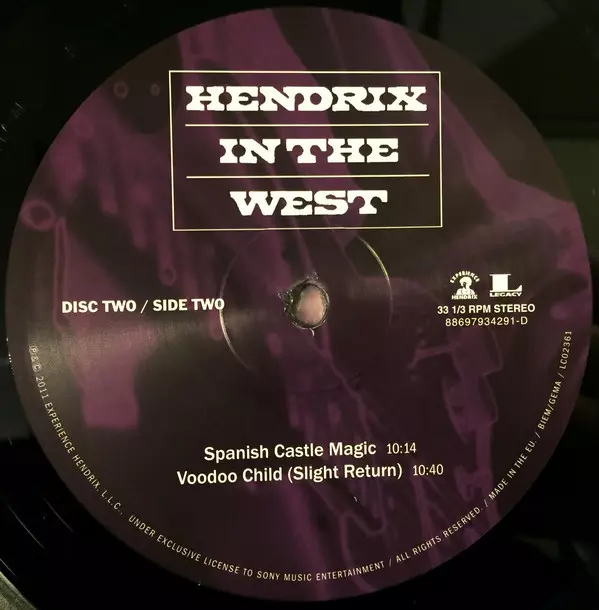 HENDRIX
IN THE
WEST
DISC TWO / SIDE TWO
EXPERIENCE
HENDRIX
L
LEGACY
33 1/3 RPM STEREO
88697934291-D
Spanish Castle Magic 10:14
Voodoo Child (Slight Return) 10:40
℗ & © 2011 EXPERIENCE HENDRIX, L.L.C., UNDER EXCLUSIVE LICENSE TO SONY MUSIC ENTERTAINMENT / ALL RIGHTS RESERVED. / MADE IN THE EU. / BIEM/GEMA / LC02361